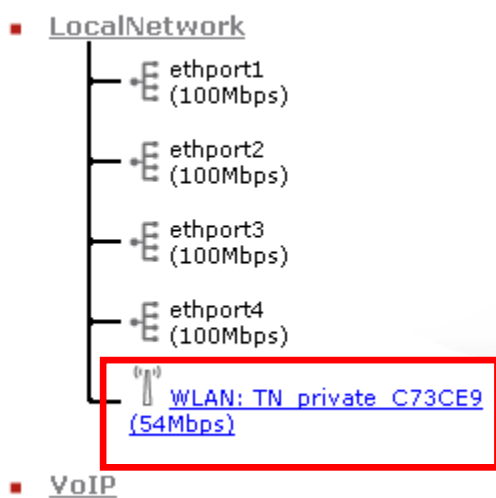 LocalNetwork
ethport1
(100Mbps)
ethport2
(100Mbps)
ethport3
(100Mbps)
ethport4
(100Mbps)
WLAN: TN_private_C73CE9
(54Mbps)
VoIP